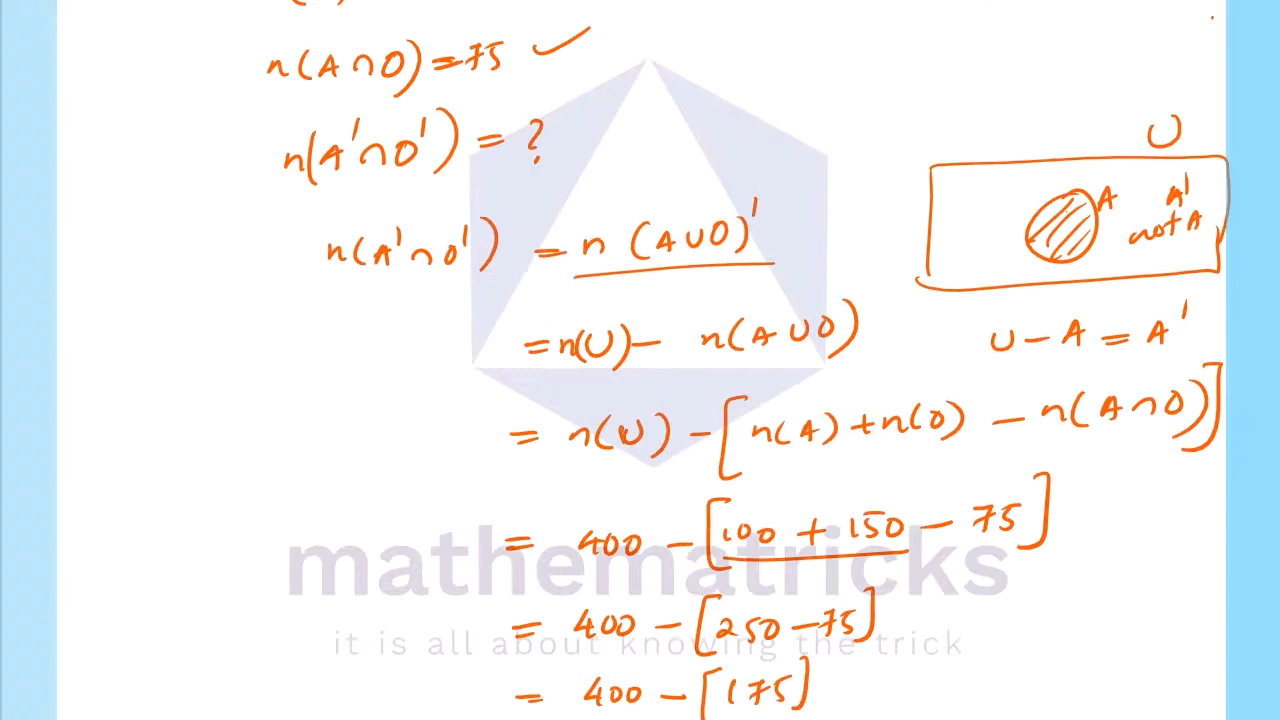 n(A∩O)=75 ✓
n(A'∩O') = ?
U
A A'
not A
n(A'∩O') = n (A∪O)'
=n(U)– n(A∪O)
U – A = A'
= n(U) – [n(A)+n(O) – n(A∩O)]
= 400 – [100 + 150 – 75]
mathematricks
= 400 – [250 –75]
it is all about knowing the trick
= 400 – [175]